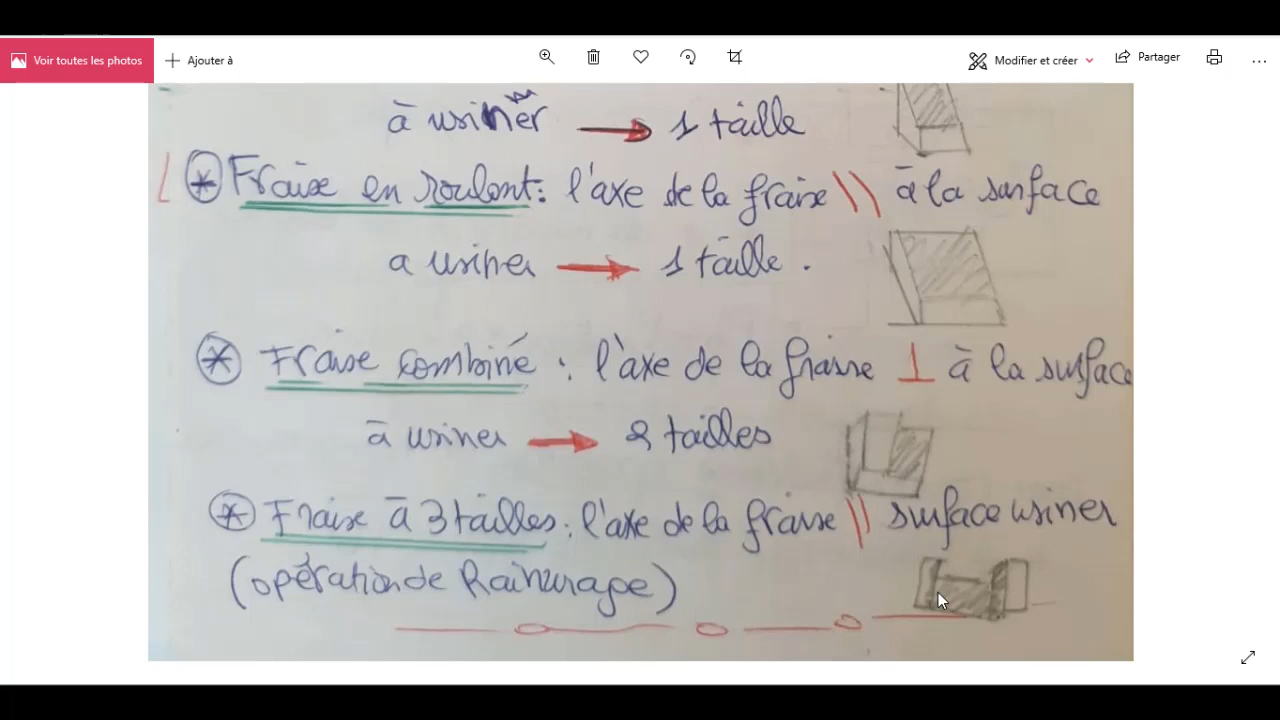 Voir toutes les photos
Ajouter à
Modifier et créer
Partager
à usiner → 1 taille
* Fraise en roulant : l'axe de la fraise \\ à la surface
a usiner → 1 taille .
* Fraise combiné : l'axe de la fraisse ⊥ à la surface
à usiner → 2 tailles
* Fraise à 3 tailles : l'axe de la fraisse \\ surface usiner
(opération de Rainurage)